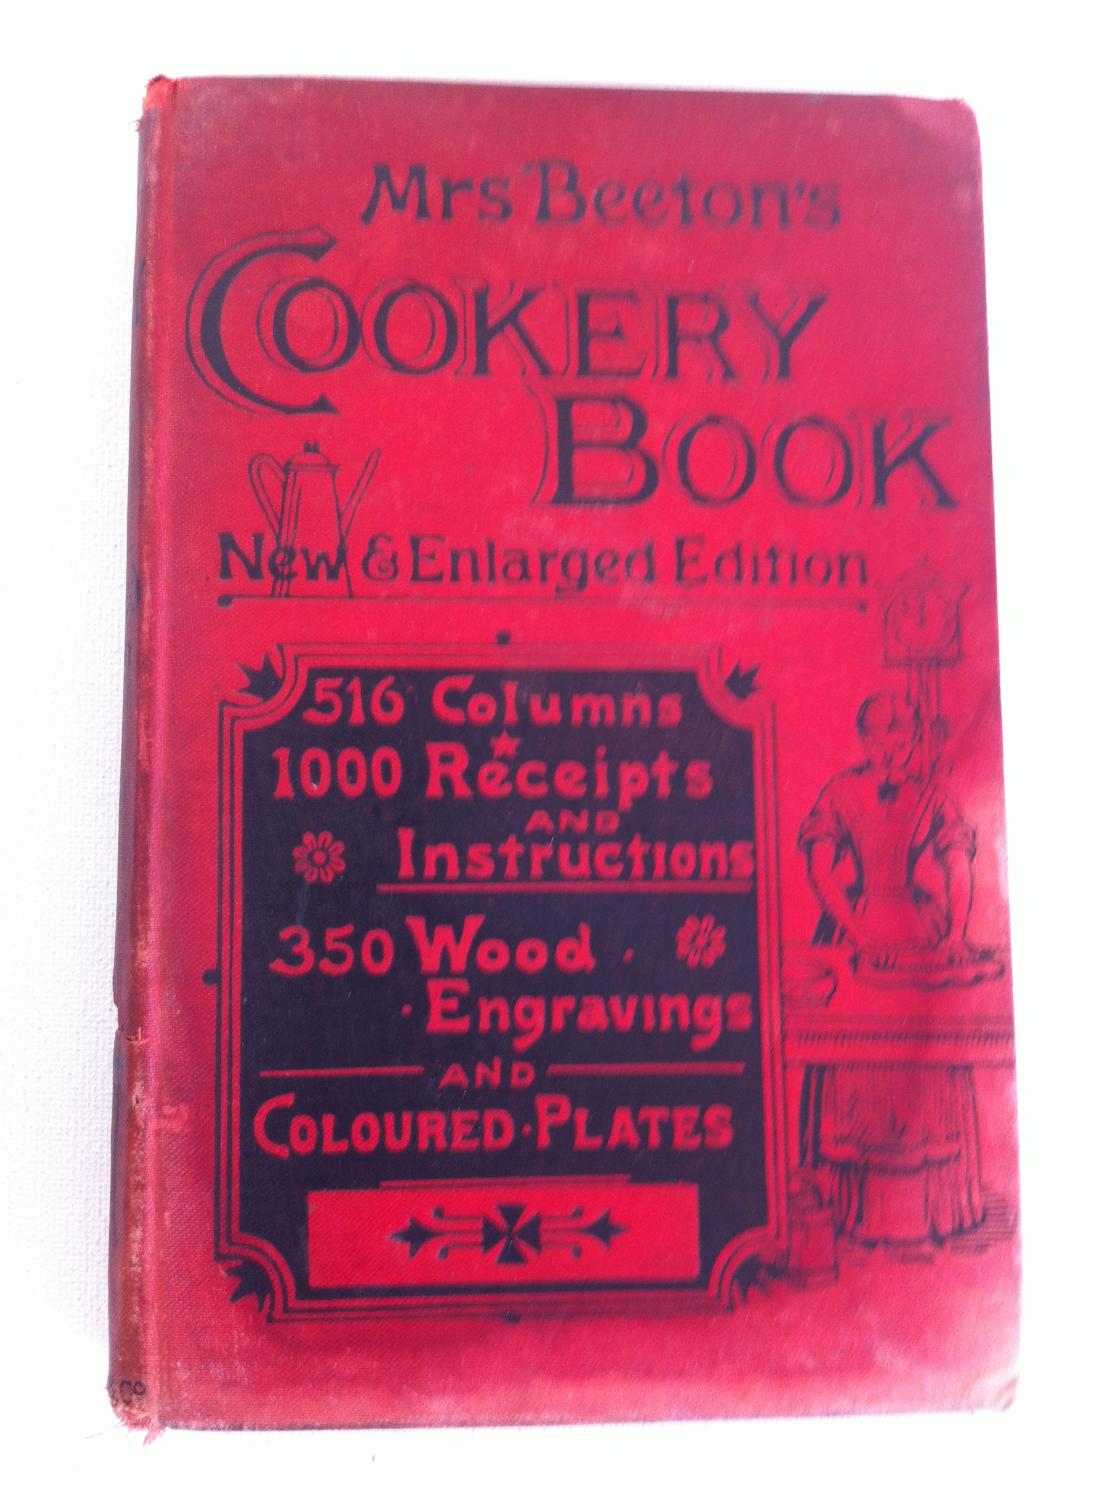 Mrs Beeton's
COOKERY
BOOK
New & Enlarged Edition
516 Columns
1000 Receipts
AND
Instructions
350 Wood
Engravings
AND
COLOURED·PLATES
& Co